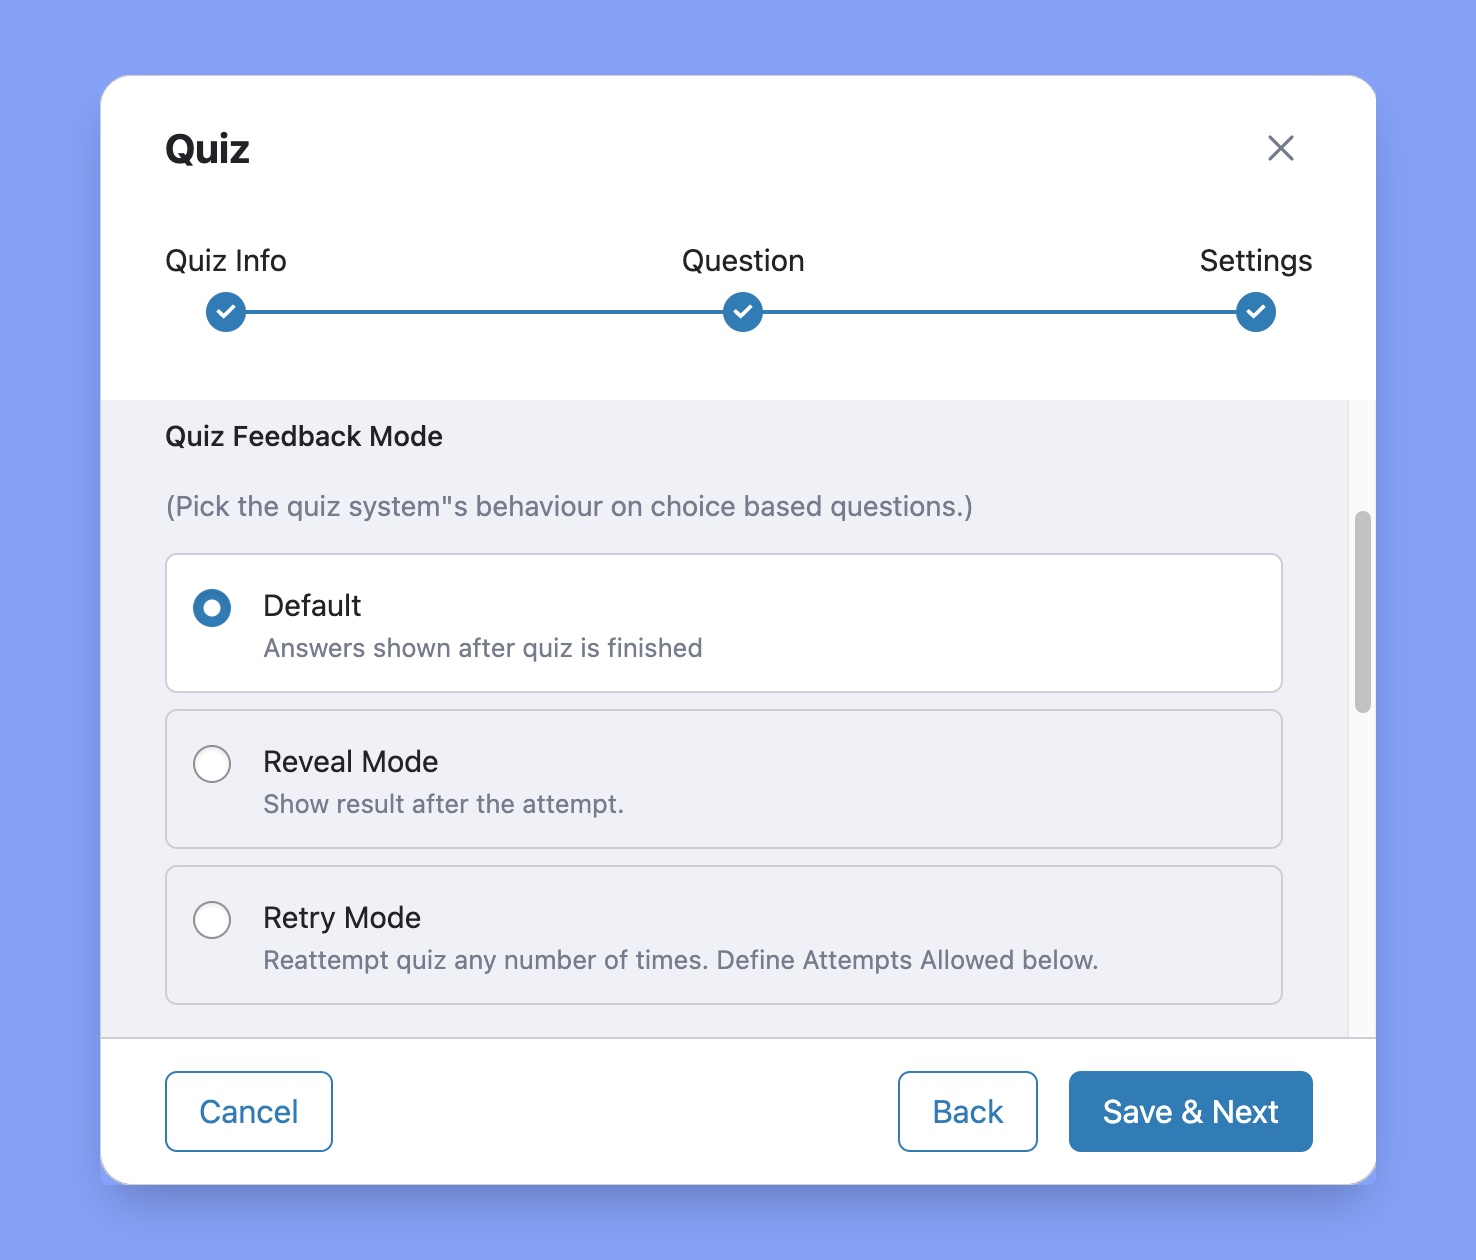 Quiz
Quiz Info
Question
Settings
Quiz Feedback Mode
(Pick the quiz system"s behaviour on choice based questions.)
Default
Answers shown after quiz is finished
Reveal Mode
Show result after the attempt.
Retry Mode
Reattempt quiz any number of times. Define Attempts Allowed below.
Cancel
Back
Save & Next